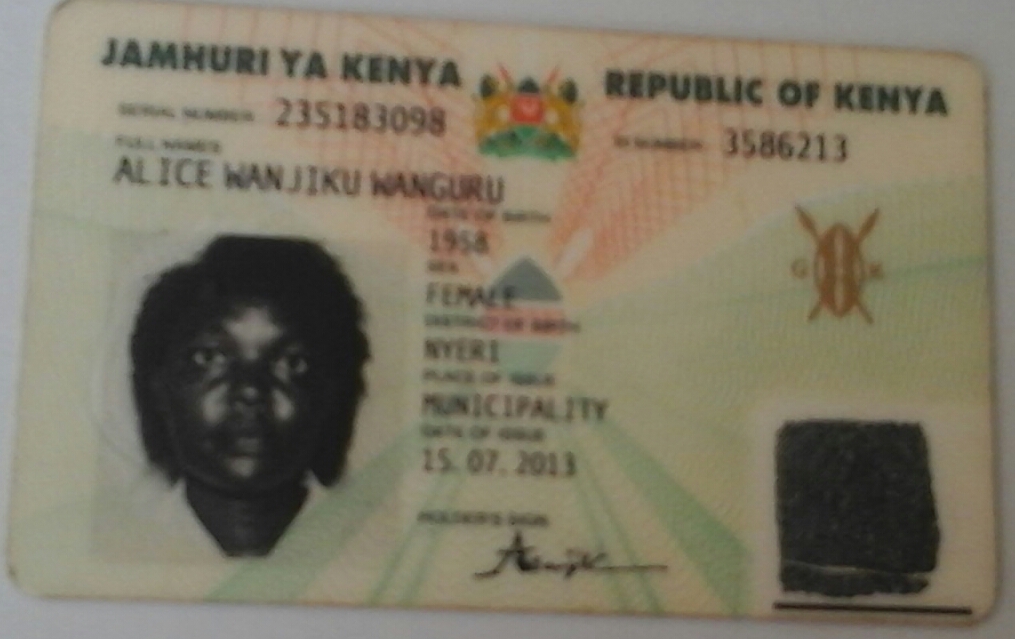 JAMHURI YA KENYA
REPUBLIC OF KENYA
SERIAL NUMBER 235183098
ID NUMBER: 3586213
FULL NAMES
ALICE WANJIKU WANGURU
DATE OF BIRTH
1958
SEX
FEMALE
DISTRICT OF BIRTH
NYERI
PLACE OF ISSUE
MUNICIPALITY
DATE OF ISSUE
15. 07. 2013
HOLDER'S SIGN
G K